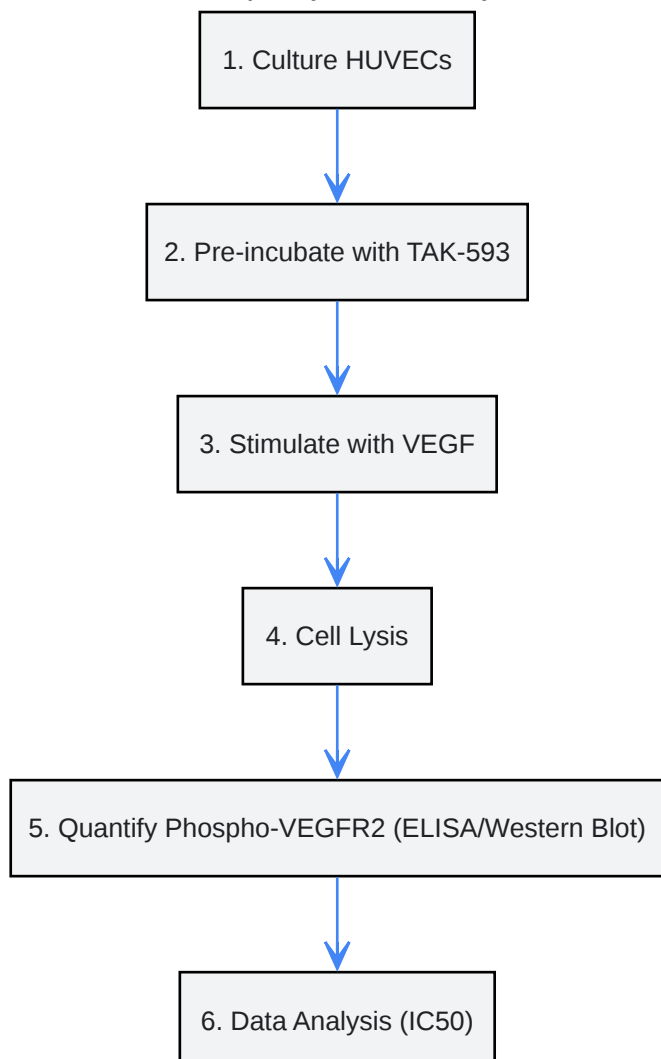 1. Culture HUVECs
2. Pre-incubate with TAK-593
3. Stimulate with VEGF
4. Cell Lysis
5. Quantify Phospho-VEGFR2 (ELISA/Western Blot)
6. Data Analysis (IC50)